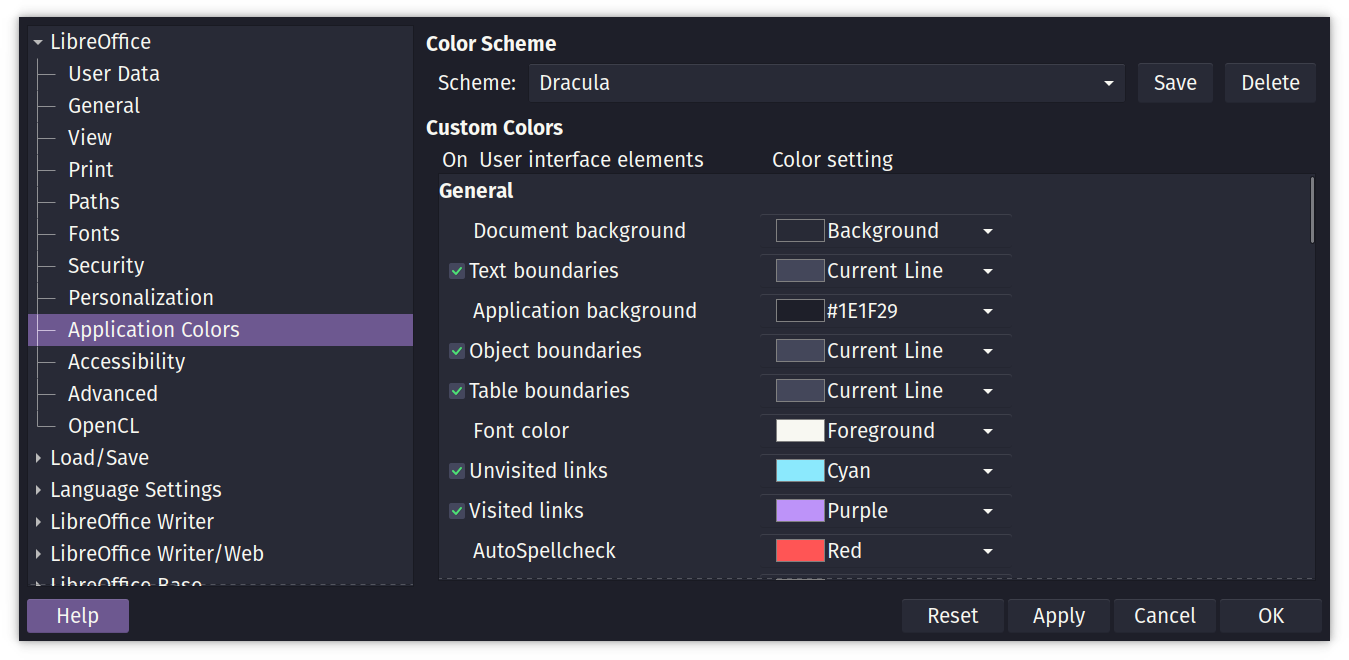 LibreOffice
User Data
General
View
Print
Paths
Fonts
Security
Personalization
Application Colors
Accessibility
Advanced
OpenCL
Load/Save
Language Settings
LibreOffice Writer
LibreOffice Writer/Web
LibreOffice Base
Color Scheme
Scheme: Dracula Save Delete
Custom Colors
On User interface elements Color setting
General
Document background Background
Text boundaries Current Line
Application background #1E1F29
Object boundaries Current Line
Table boundaries Current Line
Font color Foreground
Unvisited links Cyan
Visited links Purple
AutoSpellcheck Red
Help Reset Apply Cancel OK